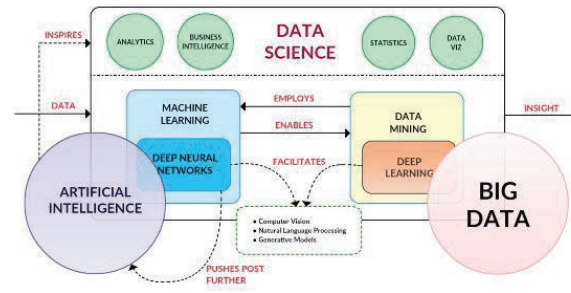 INSPIRES
ANALYTICS
BUSINESS
INTELLIGENCE
DATA
SCIENCE
STATISTICS
DATA
VIZ
DATA
MACHINE
LEARNING
EMPLOYS
ENABLES
DATA
MINING
INSIGHT
DEEP NEURAL
NETWORKS
FACILITATES
DEEP
LEARNING
ARTIFICIAL
INTELLIGENCE
BIG
DATA
• Computer Vision
• Natural Language Processing
• Generative Models
PUSHES POST
FURTHER